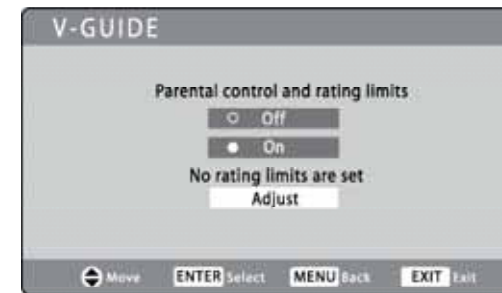 V-GUIDE
Parental control and rating limits
Off
On
No rating limits are set
Adjust
Move ENTER Select MENU Back EXIT Exit